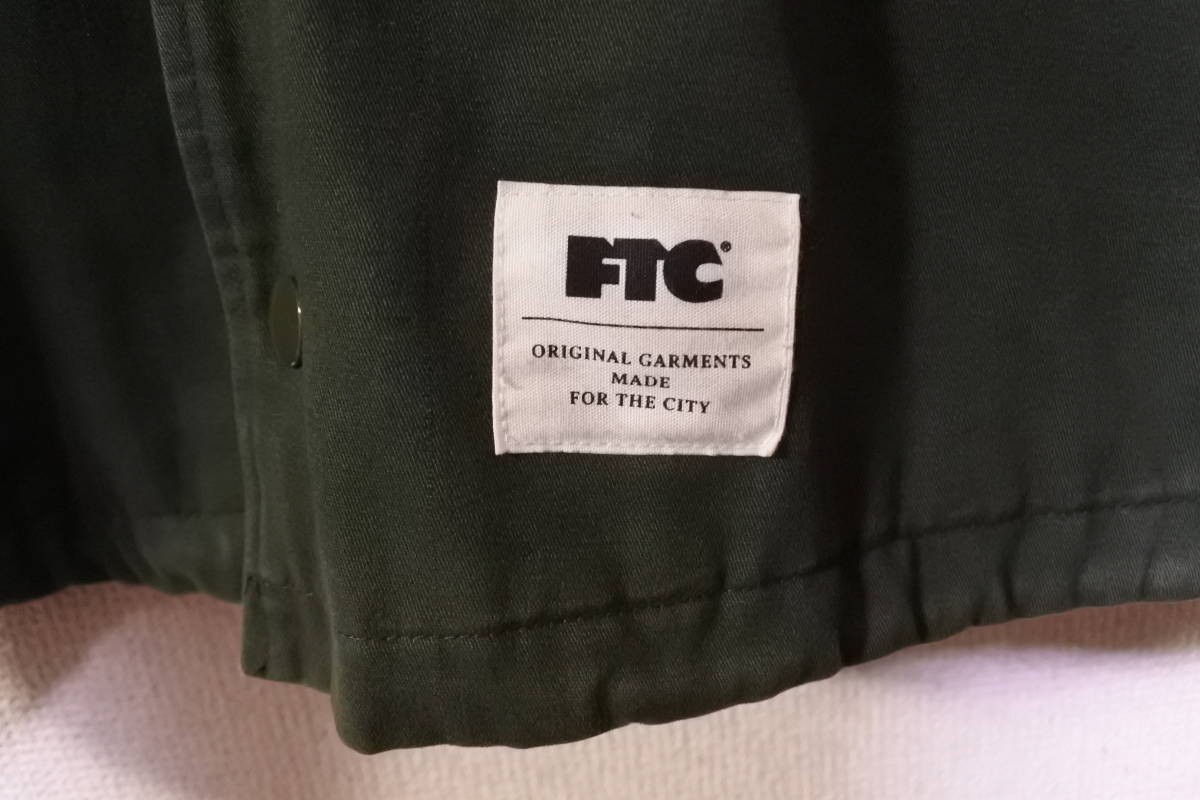 FTC®
ORIGINAL GARMENTS
MADE
FOR THE CITY